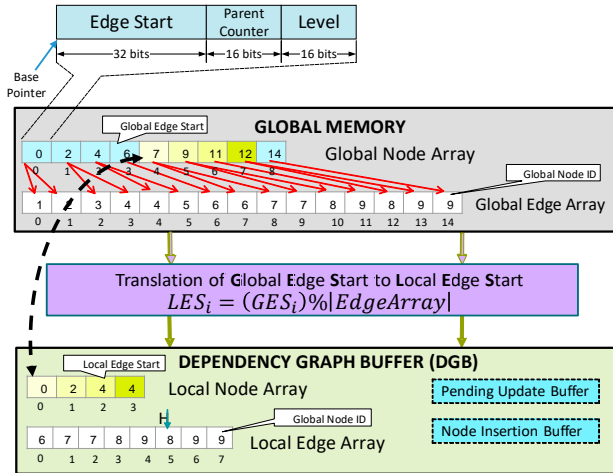 Edge Start
Parent
Counter
Level
32 bits
16 bits
16 bits
Base
Pointer
GLOBAL MEMORY
Global Edge Start
0 2 4 6 7 9 11 12 14
Global Node Array
0 1 2 3 4 5 6 7 8
Global Node ID
1 2 3 4 5 4 6 6 7 7 8 9 8 9 9
Global Edge Array
0 1 2 3 4 5 6 7 8 9 10 11 12 13 14
Translation of Global Edge Start to Local Edge Start
LES_i = (GES_i)%|EdgeArray|
DEPENDENCY GRAPH BUFFER (DGB)
Local Edge Start
0 2 4 4
Local Node Array
0 1 2 3
Pending Update Buffer
H
Global Node ID
6 7 7 8 9 8 9 9
Local Edge Array
0 1 2 3 4 5 6 7
Node Insertion Buffer